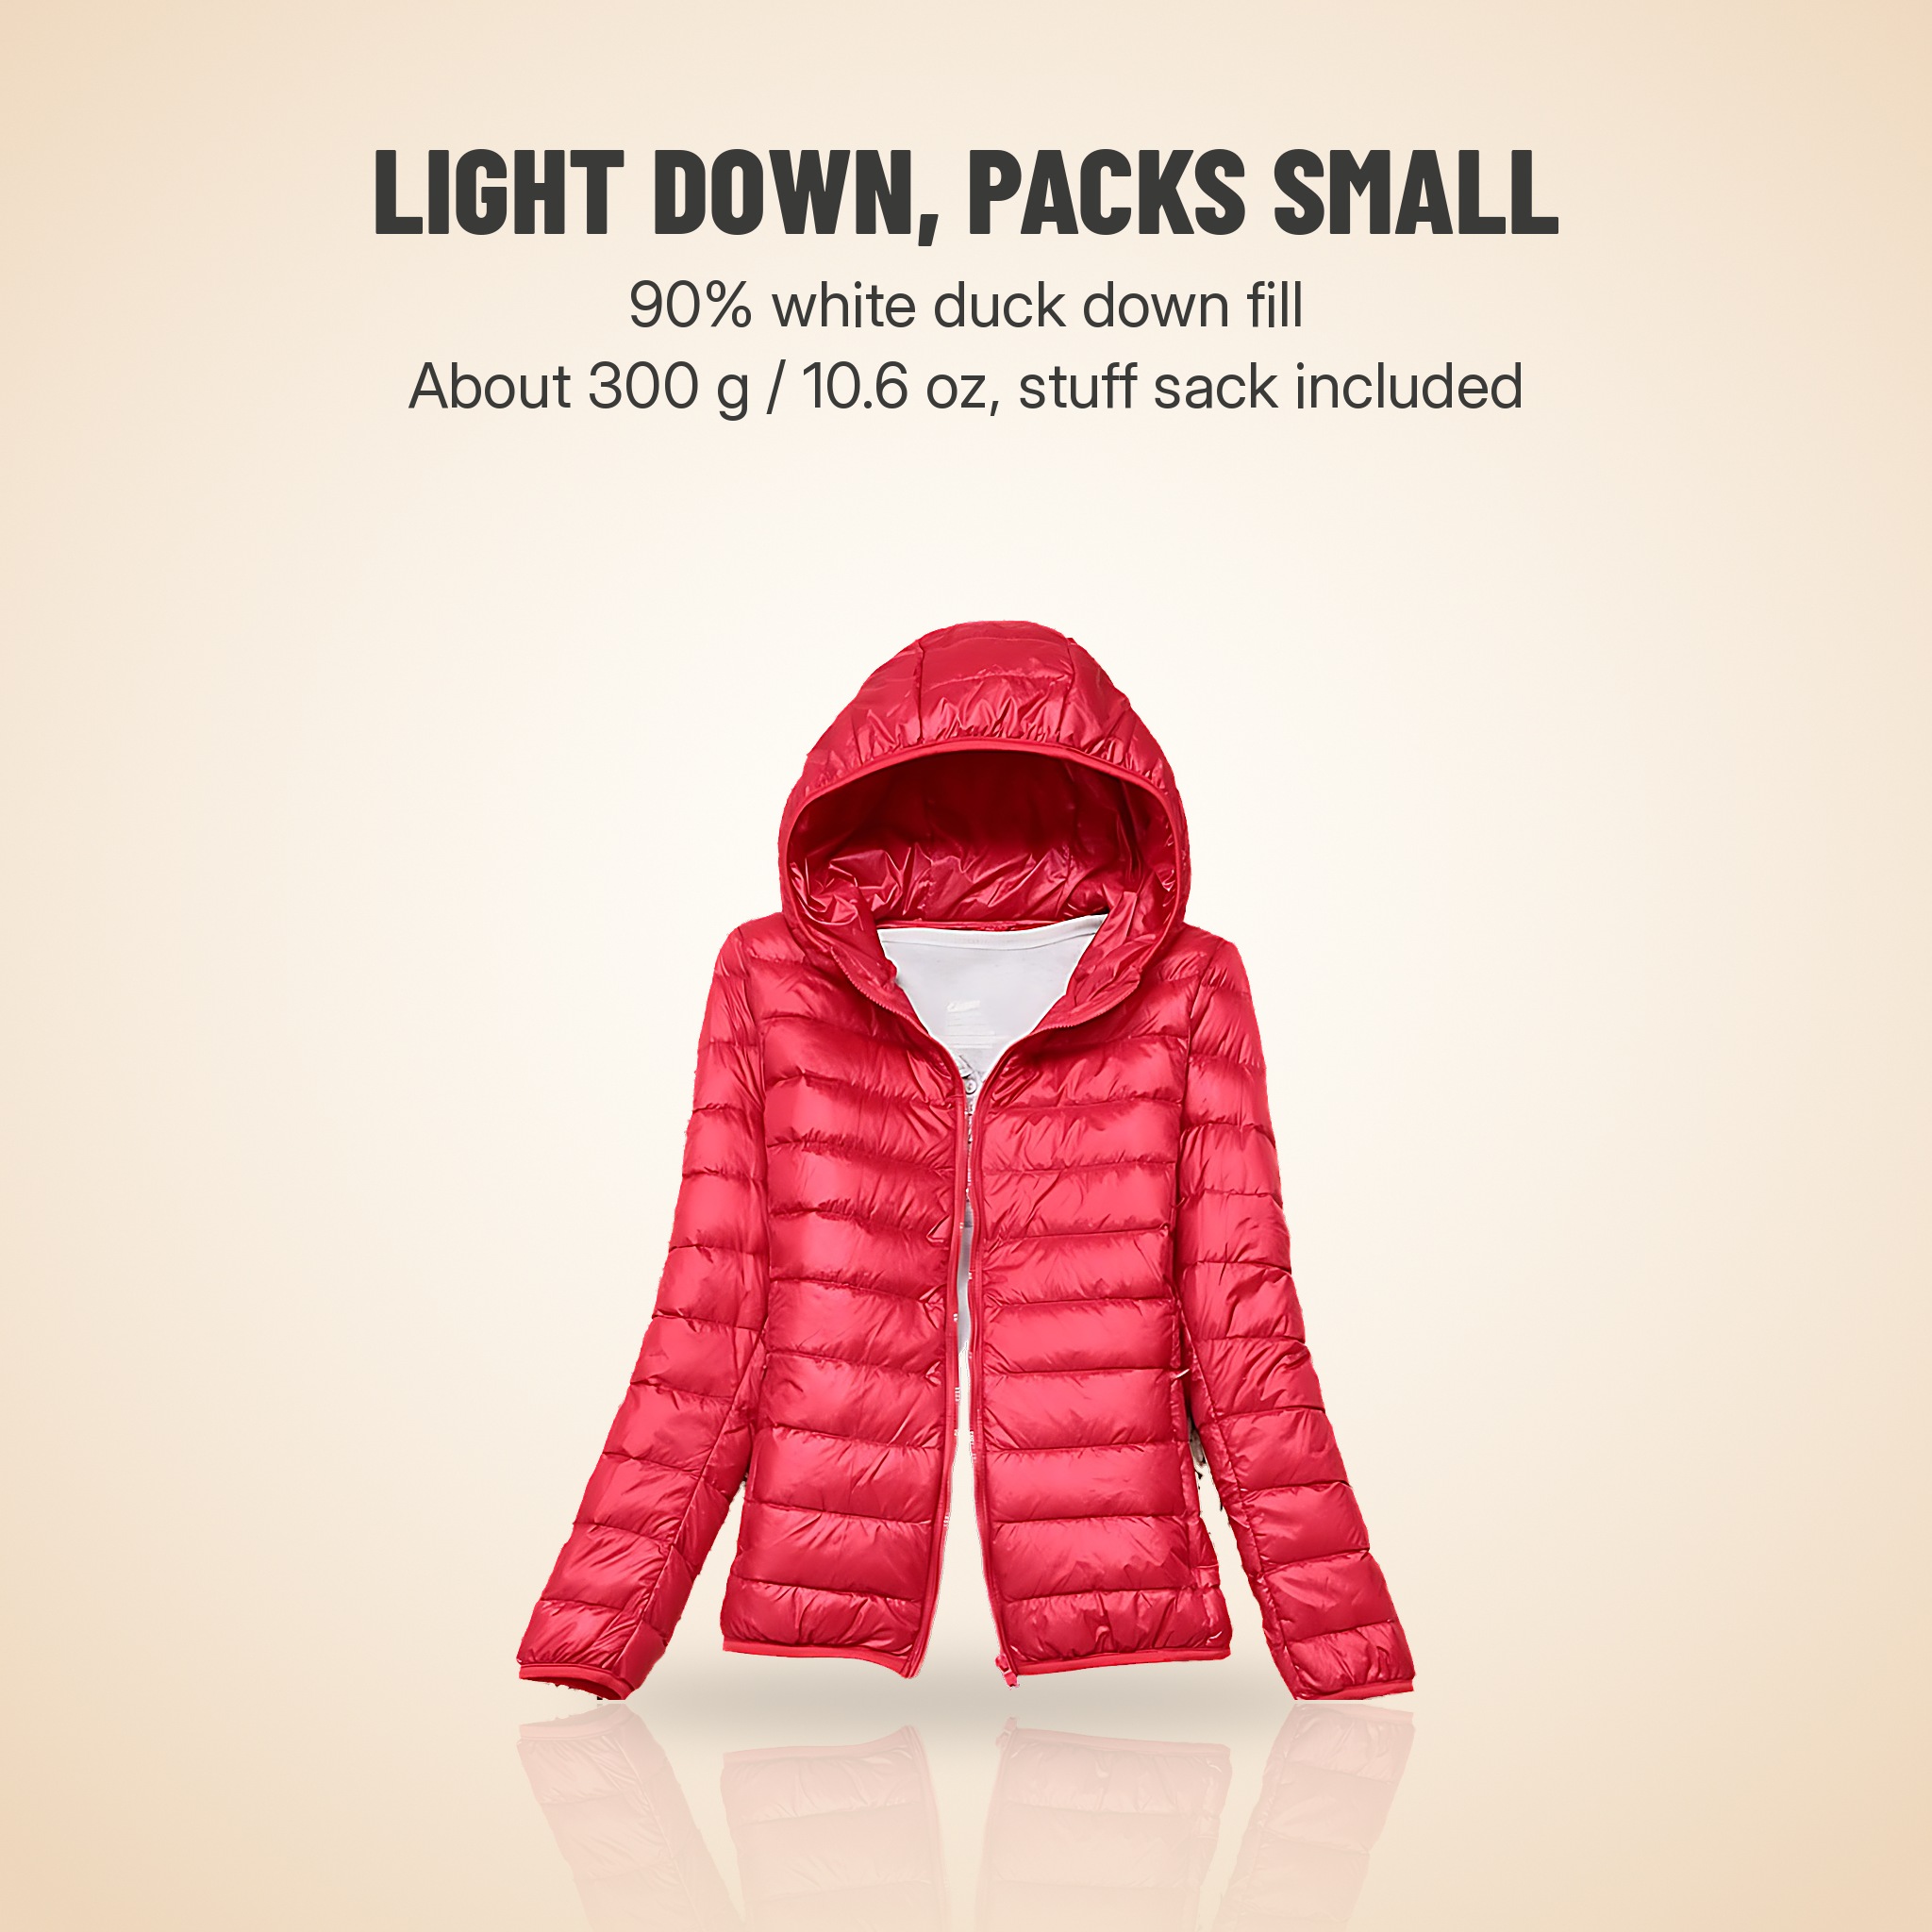 LIGHT DOWN, PACKS SMALL
90% white duck down fill
About 300 g / 10.6 oz, stuff sack included